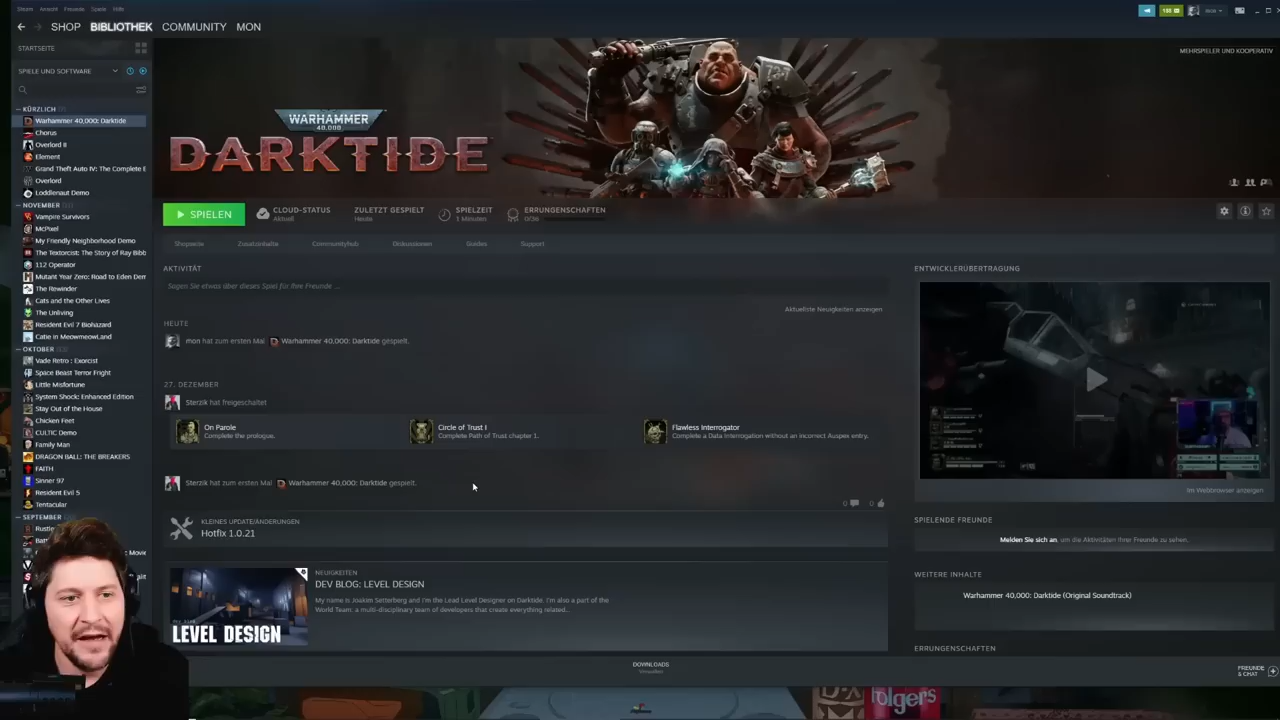 Steam Ansicht Freunde Spiele Hilfe
SHOP BIBLIOTHEK COMMUNITY MON
STARTSEITE
SPIELE UND SOFTWARE
KÜRZLICH (7)
Warhammer 40,000: Darktide
Chorus
Overlord II
Element
Grand Theft Auto IV: The Complete E
Overlord
Loddlenaut Demo
NOVEMBER
Vampire Survivors
McPixel
My Friendly Neighborhood Demo
The Textorcist: The Story of Ray Bibb
112 Operator
Mutant Year Zero: Road to Eden Dem
The Rewinder
Cats and the Other Lives
The Unliving
Resident Evil 7 Biohazard
Catie in MeowmeowLand
OKTOBER
Vade Retro : Exorcist
Space Beast Terror Fright
Little Misfortune
System Shock: Enhanced Edition
Stay Out of the House
Chicken Feet
CULTIC Demo
Family Man
DRAGON BALL: THE BREAKERS
FAITH
Sinner 97
Resident Evil 5
Tentacular
SEPTEMBER
MEHRSPIELER UND KOOPERATIV
WARHAMMER
40,000
DARKTIDE
SPIELEN
CLOUD-STATUS
Aktuell
ZULETZT GESPIELT
Heute
SPIELZEIT
1 Minuten
ERRUNGENSCHAFTEN
Shopseite Zusatzinhalte Communityhub Diskussionen Guides Support
AKTIVITÄT
Sagen Sie etwas über dieses Spiel für Ihre Freunde ...
Aktuellste Neuigkeiten anzeigen
HEUTE
mon hat zum ersten Mal Warhammer 40,000: Darktide gespielt.
27. DEZEMBER
Sterzik hat freigeschaltet
On Parole
Complete the prologue.
Circle of Trust I
Complete Path of Trust chapter 1.
Flawless Interrogator
Complete a Data Interrogation without an incorrect Auspex entry.
Sterzik hat zum ersten Mal Warhammer 40,000: Darktide gespielt.
0 0
KLEINES UPDATE/ÄNDERUNGEN
Hotfix 1.0.21
LEVEL DESIGN
NEUIGKEITEN
DEV BLOG: LEVEL DESIGN
My name is Joakim Setterberg and I'm the Lead Level Designer on Darktide. I'm also a part of the
World Team: a multi-disciplinary team of developers that create everything related...
ENTWICKLERÜBERTRAGUNG
Im Webbrowser anzeigen
SPIELENDE FREUNDE
Melden Sie sich an, um die Aktivitäten Ihrer Freunde zu sehen.
WEITERE INHALTE
Warhammer 40,000: Darktide (Original Soundtrack)
ERRUNGENSCHAFTEN
DOWNLOADS
Verwalten
FREUNDE
& CHAT
folgers